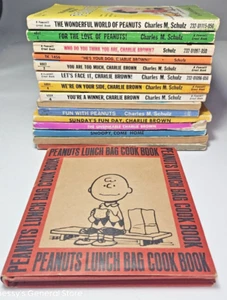 THE WONDERFUL WORLD OF PEANUTS Charles M. Schulz
FOR THE LOVE OF PEANUTS! Charles M. Schulz
WHO DO YOU THINK YOU ARE, CHARLIE BROWN? Schulz
HE'S YOUR DOG, CHARLIE BROWN!
YOU ARE TOO MUCH, CHARLIE BROWN Charles M. Schulz
LET'S FACE IT, CHARLIE BROWN! Charles M. Schulz
WE'RE ON YOUR SIDE, CHARLIE BROWN Charles M. Schulz
YOU'RE A WINNER, CHARLIE BROWN! Charles M. Schulz
FUN WITH PEANUTS Charles M. Schulz
SUNDAY'S FUN DAY, CHARLIE BROWN
THE UNSINKABLE CHARLIE BROWN
SNOOPY, COME HOME
PEANUTS LUNCH BAG COOK BOOK
PEANUTS LUNCH BAG COOK BOOK
PEANUTS LUNCH BAG COOK BOOK
PEANUTS LUNCH BAG COOK BOOK